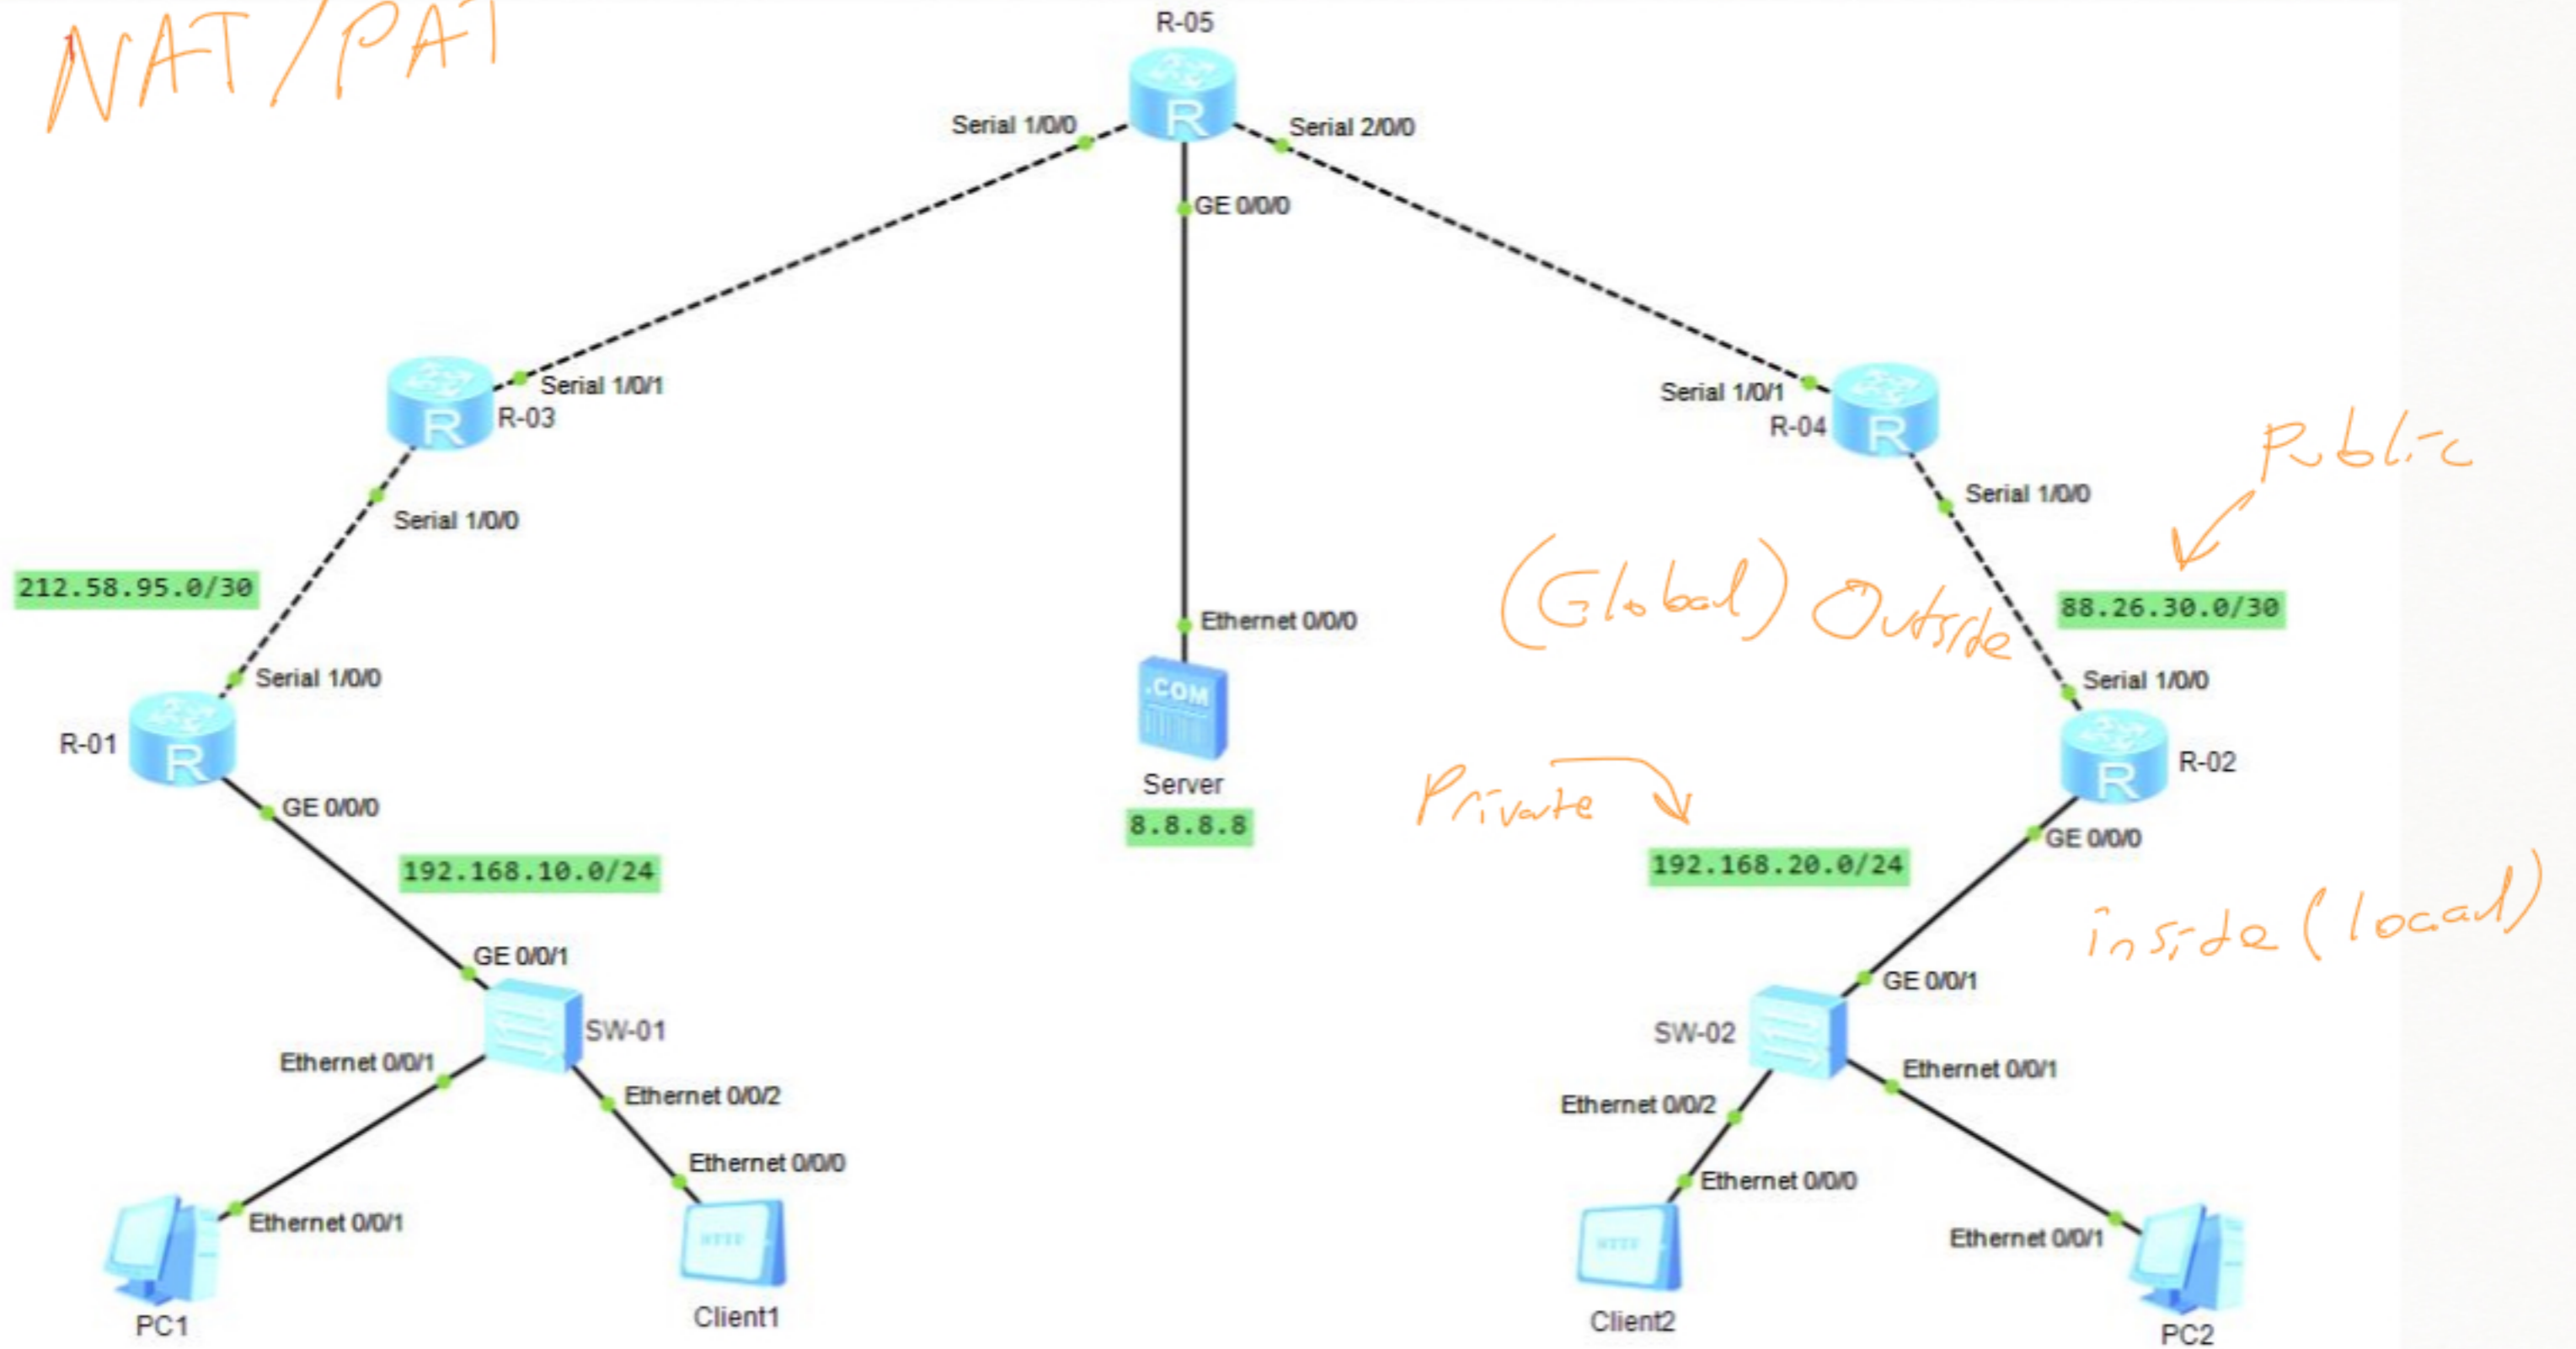 NAT/PAT
R-05
Serial 1/0/0
Serial 2/0/0
GE 0/0/0
Serial 1/0/1
R-03
Serial 1/0/1
R-04
Public
Serial 1/0/0
Serial 1/0/0
212.58.95.0/30
(Global) Outside
88.26.30.0/30
Ethernet 0/0/0
Serial 1/0/0
Serial 1/0/0
R
R-01
.COM
R-02
Server
8.8.8.8
Private
GE 0/0/0
GE 0/0/0
192.168.10.0/24
192.168.20.0/24
inside (local)
GE 0/0/1
GE 0/0/1
SW-01
SW-02
Ethernet 0/0/1
Ethernet 0/0/2
Ethernet 0/0/2
Ethernet 0/0/1
Ethernet 0/0/0
Ethernet 0/0/0
Ethernet 0/0/1
Ethernet 0/0/1
HTTP
HTTP
PC1
Client1
Client2
PC2